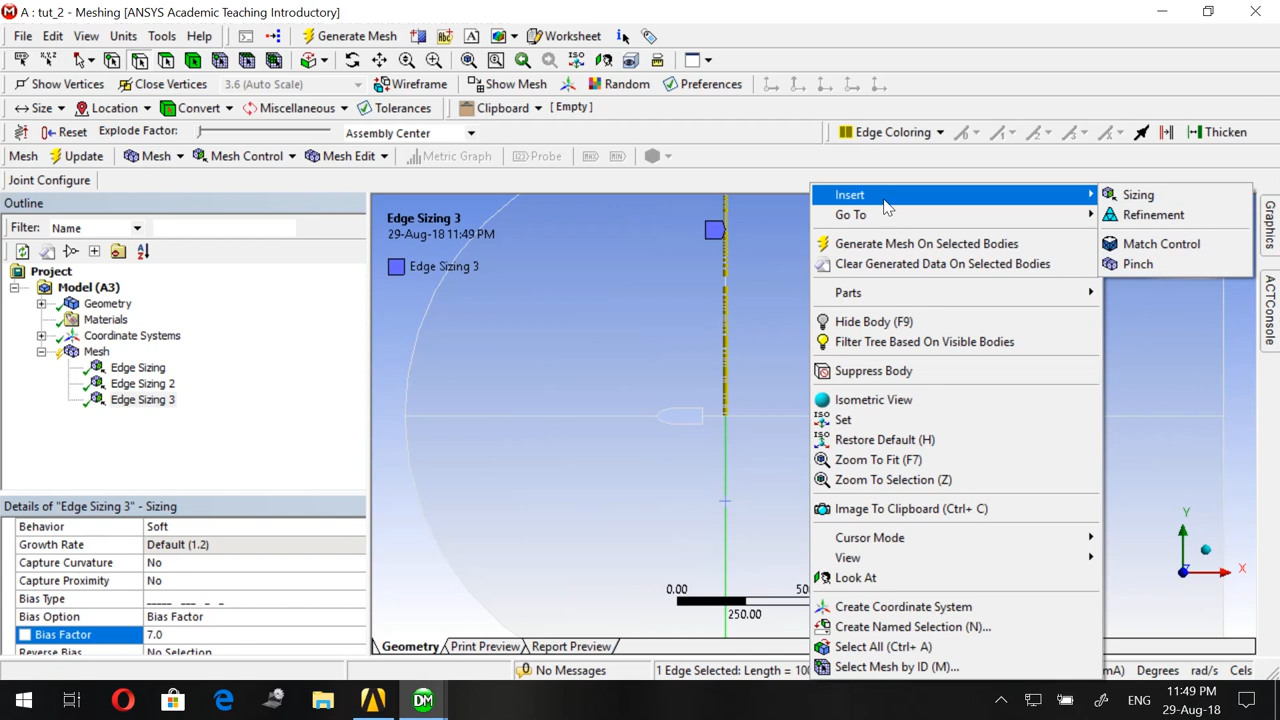 A : tut_2 - Meshing [ANSYS Academic Teaching Introductory]
File Edit View Units Tools Help Generate Mesh Worksheet
Show Vertices Close Vertices 3.6 (Auto Scale) Wireframe Show Mesh Random Preferences
Size Location Convert Miscellaneous Tolerances Clipboard [Empty]
Reset Explode Factor: Assembly Center Edge Coloring Thicken
Mesh Update Mesh Mesh Control Mesh Edit Metric Graph Probe MAX MIN
Joint Configure
Outline
Filter: Name
Project
Model (A3)
Geometry
Materials
Coordinate Systems
Mesh
Edge Sizing
Edge Sizing 2
Edge Sizing 3
Details of "Edge Sizing 3" - Sizing
Behavior Soft
Growth Rate Default (1.2)
Capture Curvature No
Capture Proximity No
Bias Type _____ ___ _ _
Bias Option Bias Factor
Bias Factor 7.0
Reverse Bias No Selection
Edge Sizing 3
29-Aug-18 11:49 PM
Edge Sizing 3
0.00
250.00
Geometry Print Preview Report Preview
Insert
Go To
Generate Mesh On Selected Bodies
Clear Generated Data On Selected Bodies
Parts
Hide Body (F9)
Filter Tree Based On Visible Bodies
Suppress Body
Isometric View
ISO Set
ISO Restore Default (H)
Zoom To Fit (F7)
Zoom To Selection (Z)
Image To Clipboard (Ctrl+ C)
Cursor Mode
View
Look At
Create Coordinate System
Create Named Selection (N)...
Select All (Ctrl+ A)
Select Mesh by ID (M)...
Sizing
Refinement
Match Control
Pinch
Y
X
Graphics
ACTConsole
No Messages 1 Edge Selected: Length = mA) Degrees rad/s Cels
DM
ENG
11:49 PM
29-Aug-18